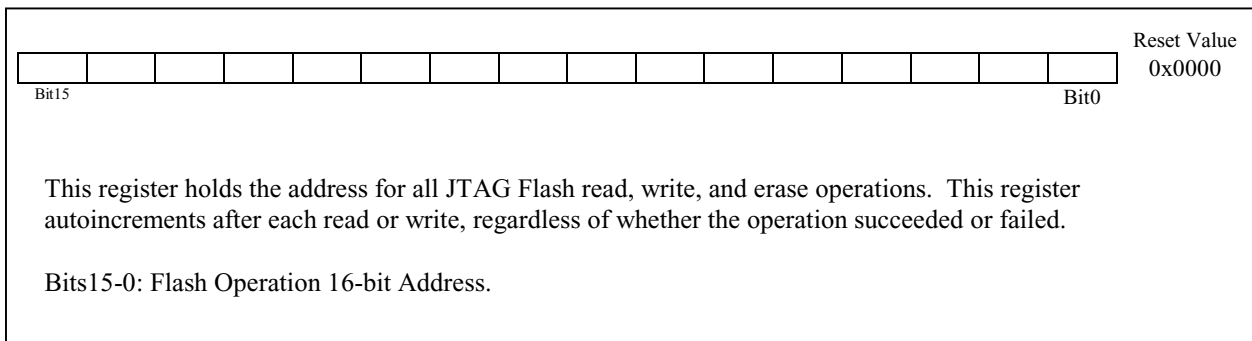 Reset Value
0x0000
Bit15
Bit0
This register holds the address for all JTAG Flash read, write, and erase operations.  This register
autoincrements after each read or write, regardless of whether the operation succeeded or failed.
Bits15-0: Flash Operation 16-bit Address.